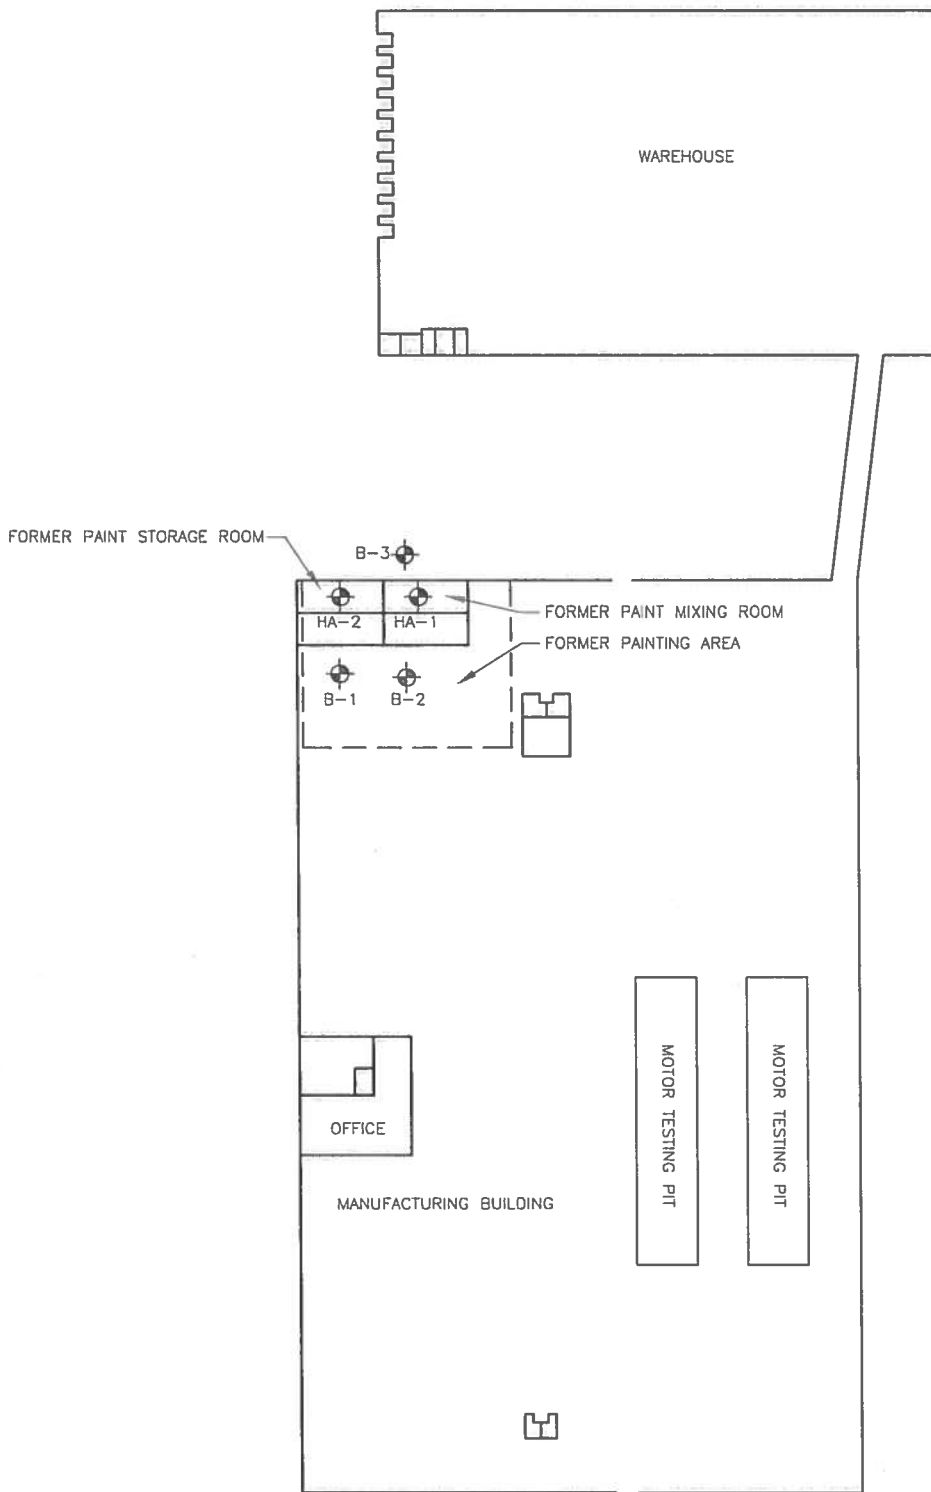 WAREHOUSE
FORMER PAINT STORAGE ROOM
B-3
HA-2
HA-1
FORMER PAINT MIXING ROOM
FORMER PAINTING AREA
B-1
B-2
MOTOR TESTING PIT
MOTOR TESTING PIT
OFFICE
MANUFACTURING BUILDING